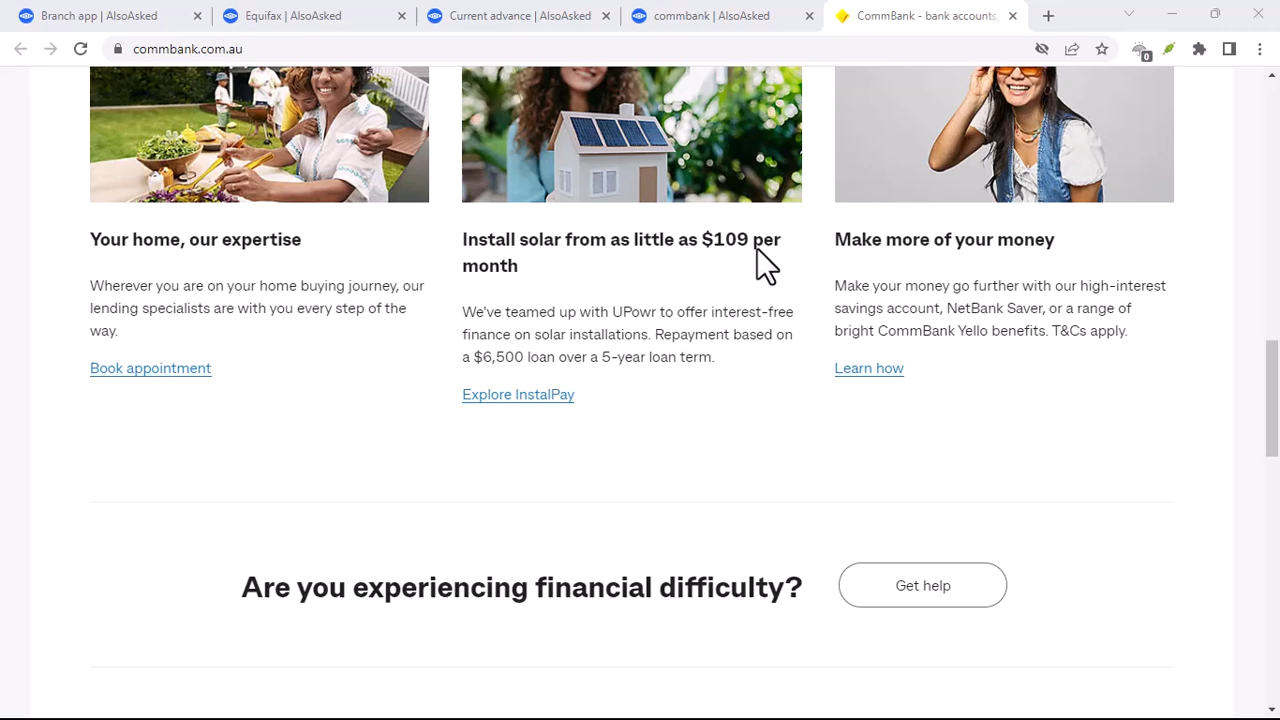 Branch app | AlsoAsked
Equifax | AlsoAsked
Current advance | AlsoAsked
commbank | AlsoAsked
CommBank - bank accounts,
commbank.com.au
0
Your home, our expertise
Wherever you are on your home buying journey, our
lending specialists are with you every step of the
way.
Book appointment
Install solar from as little as $109 per
month
We've teamed up with UPowr to offer interest-free
finance on solar installations. Repayment based on
a $6,500 loan over a 5-year loan term.
Explore InstalPay
Make more of your money
Make your money go further with our high-interest
savings account, NetBank Saver, or a range of
bright CommBank Yello benefits. T&Cs apply.
Learn how
Are you experiencing financial difficulty?
Get help